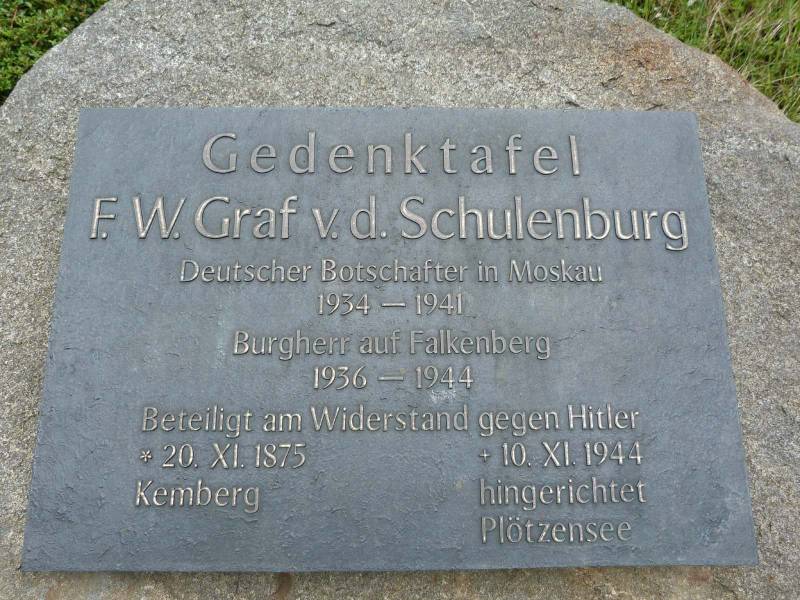 Gedenktafel
F. W. Graf v. d. Schulenburg
Deutscher Botschafter in Moskau
1934 — 1941
Burgherr auf Falkenberg
1936 — 1944
Beteiligt am Widerstand gegen Hitler
* 20. XI. 1875 + 10. XI. 1944
Kemberg hingerichtet
Plötzensee